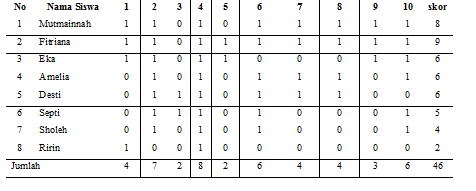 No Nama Siswa 1 2 3 4 5 6 7 8 9 10 skor
1 Mutmainnah 1 1 0 1 0 1 1 1 1 1 8
2 Fitriana 1 1 0 1 1 1 1 1 1 1 9
3 Eka 1 1 0 1 1 0 0 0 1 1 6
4 Amelia 0 1 0 1 0 1 1 1 0 1 6
5 Desti 0 1 1 1 0 1 1 1 0 0 6
6 Septi 0 1 1 1 0 1 0 0 0 1 5
7 Sholeh 0 1 0 1 0 1 0 0 0 1 4
8 Ririn 1 0 0 1 0 0 0 0 0 0 2
Jumlah 4 7 2 8 2 6 4 4 3 6 46